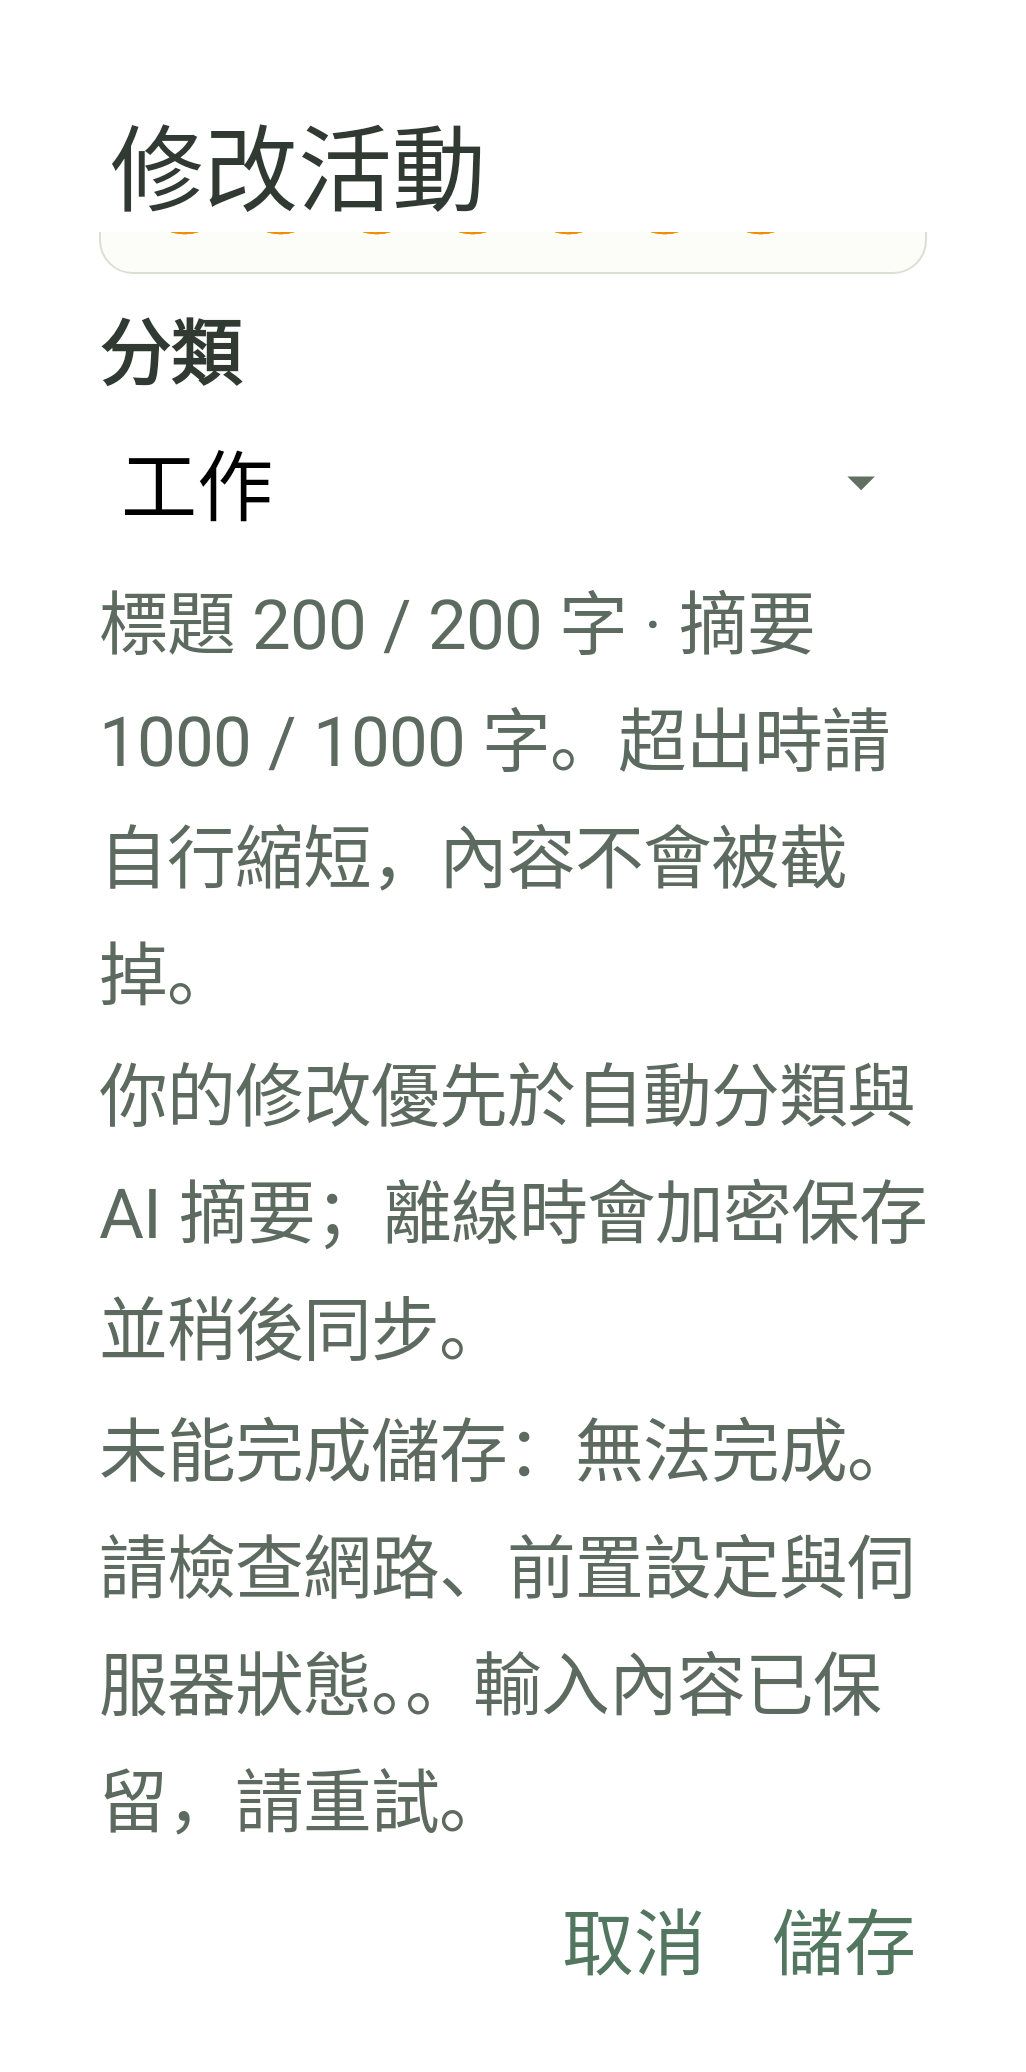 修改活動
分類
工作
標題 200 / 200 字 · 摘要
1000 / 1000 字。超出時請
自行縮短，內容不會被截
掉。
你的修改優先於自動分類與
AI 摘要；離線時會加密保存
並稍後同步。
未能完成儲存：無法完成。
請檢查網路、前置設定與伺
服器狀態。。輸入內容已保
留，請重試。
取消 儲存